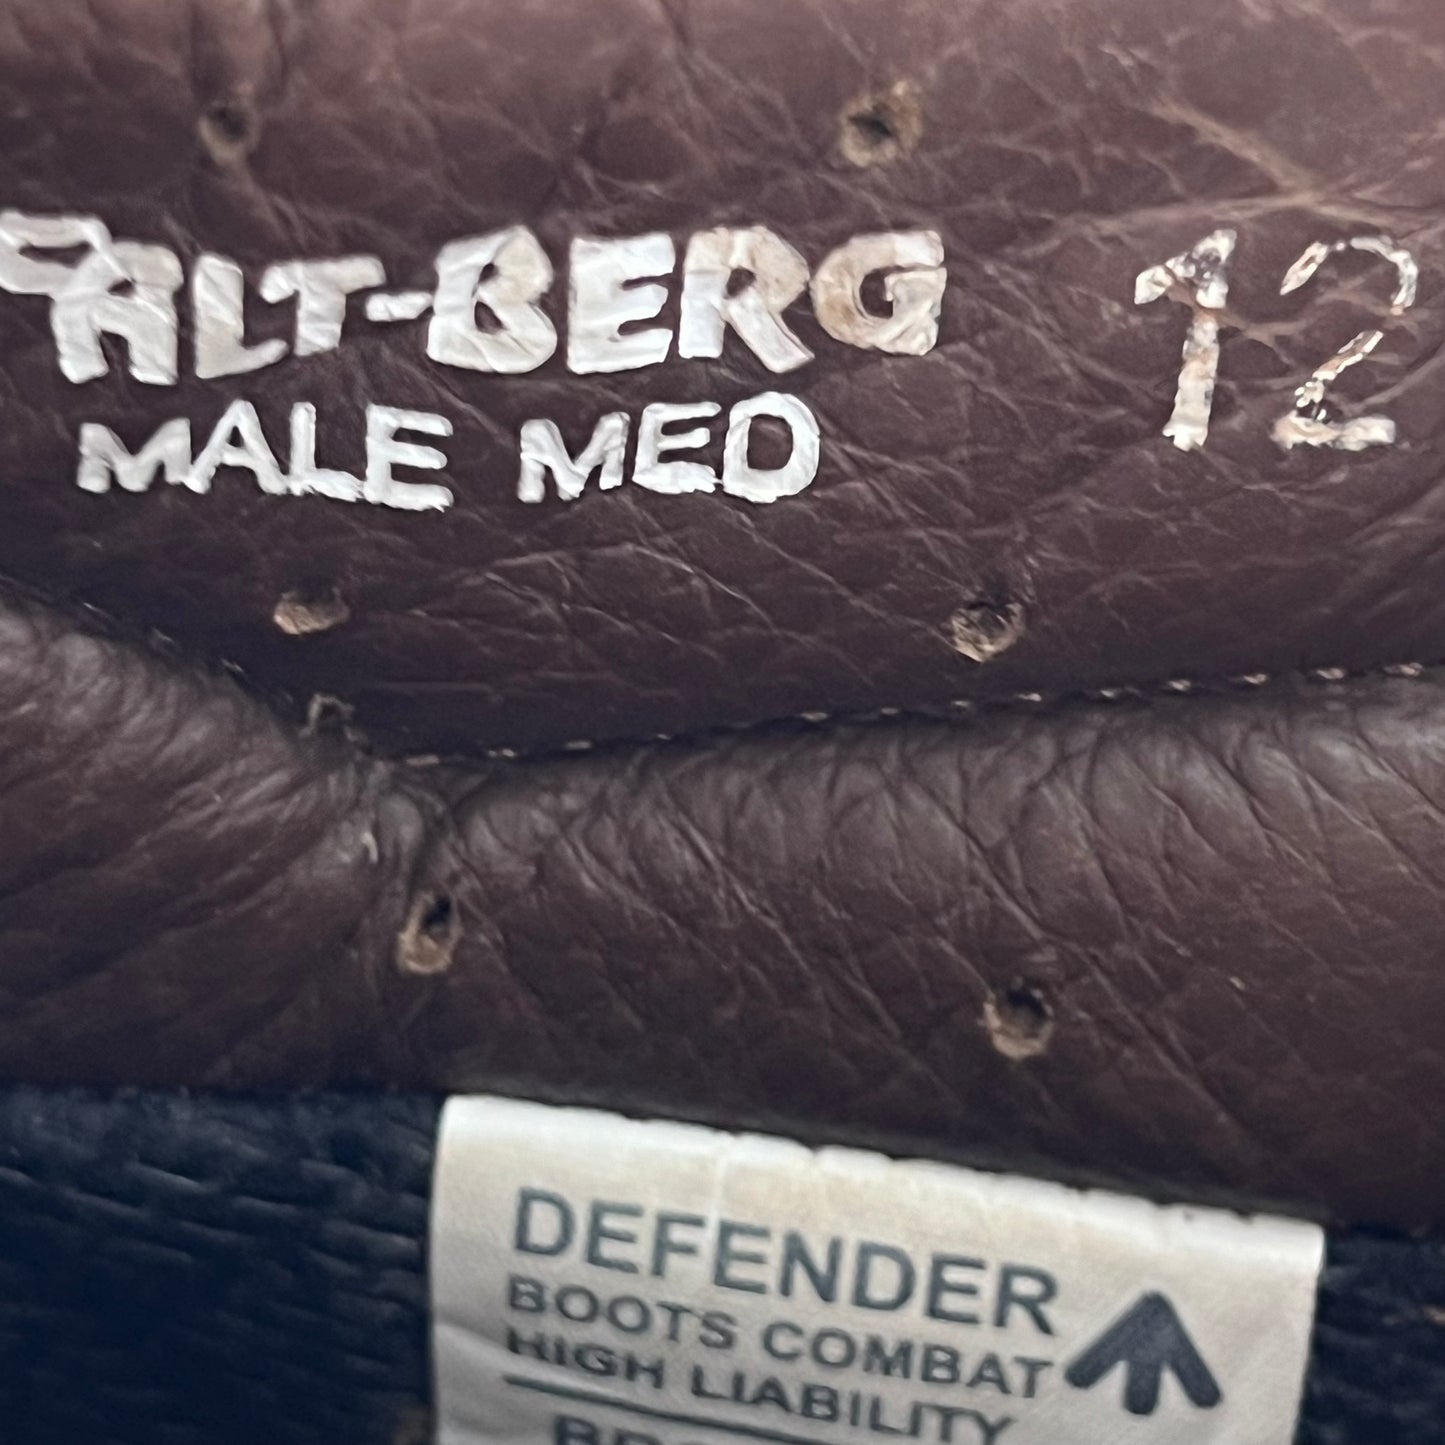 ALT-BERG 12
MALE MED
DEFENDER
BOOTS COMBAT
HIGH LIABILITY